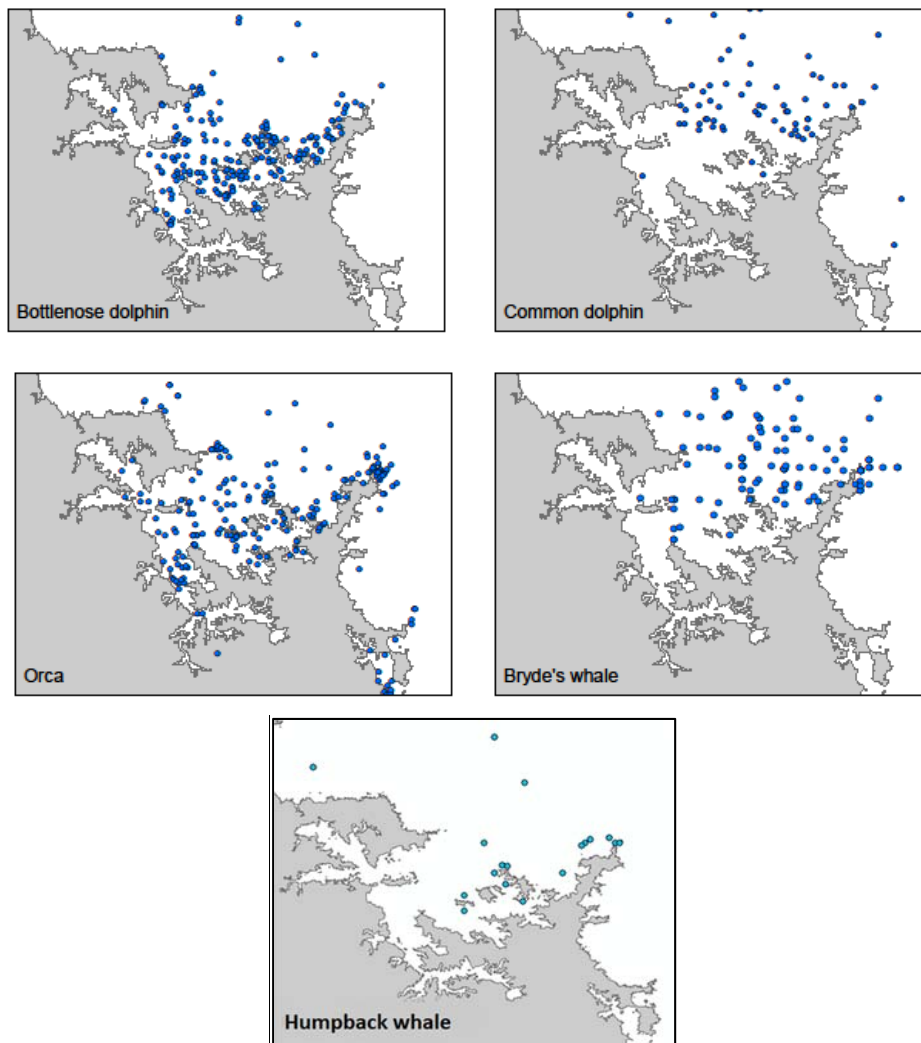 Bottlenose dolphin
Common dolphin
Orca
Bryde's whale
Humpback whale